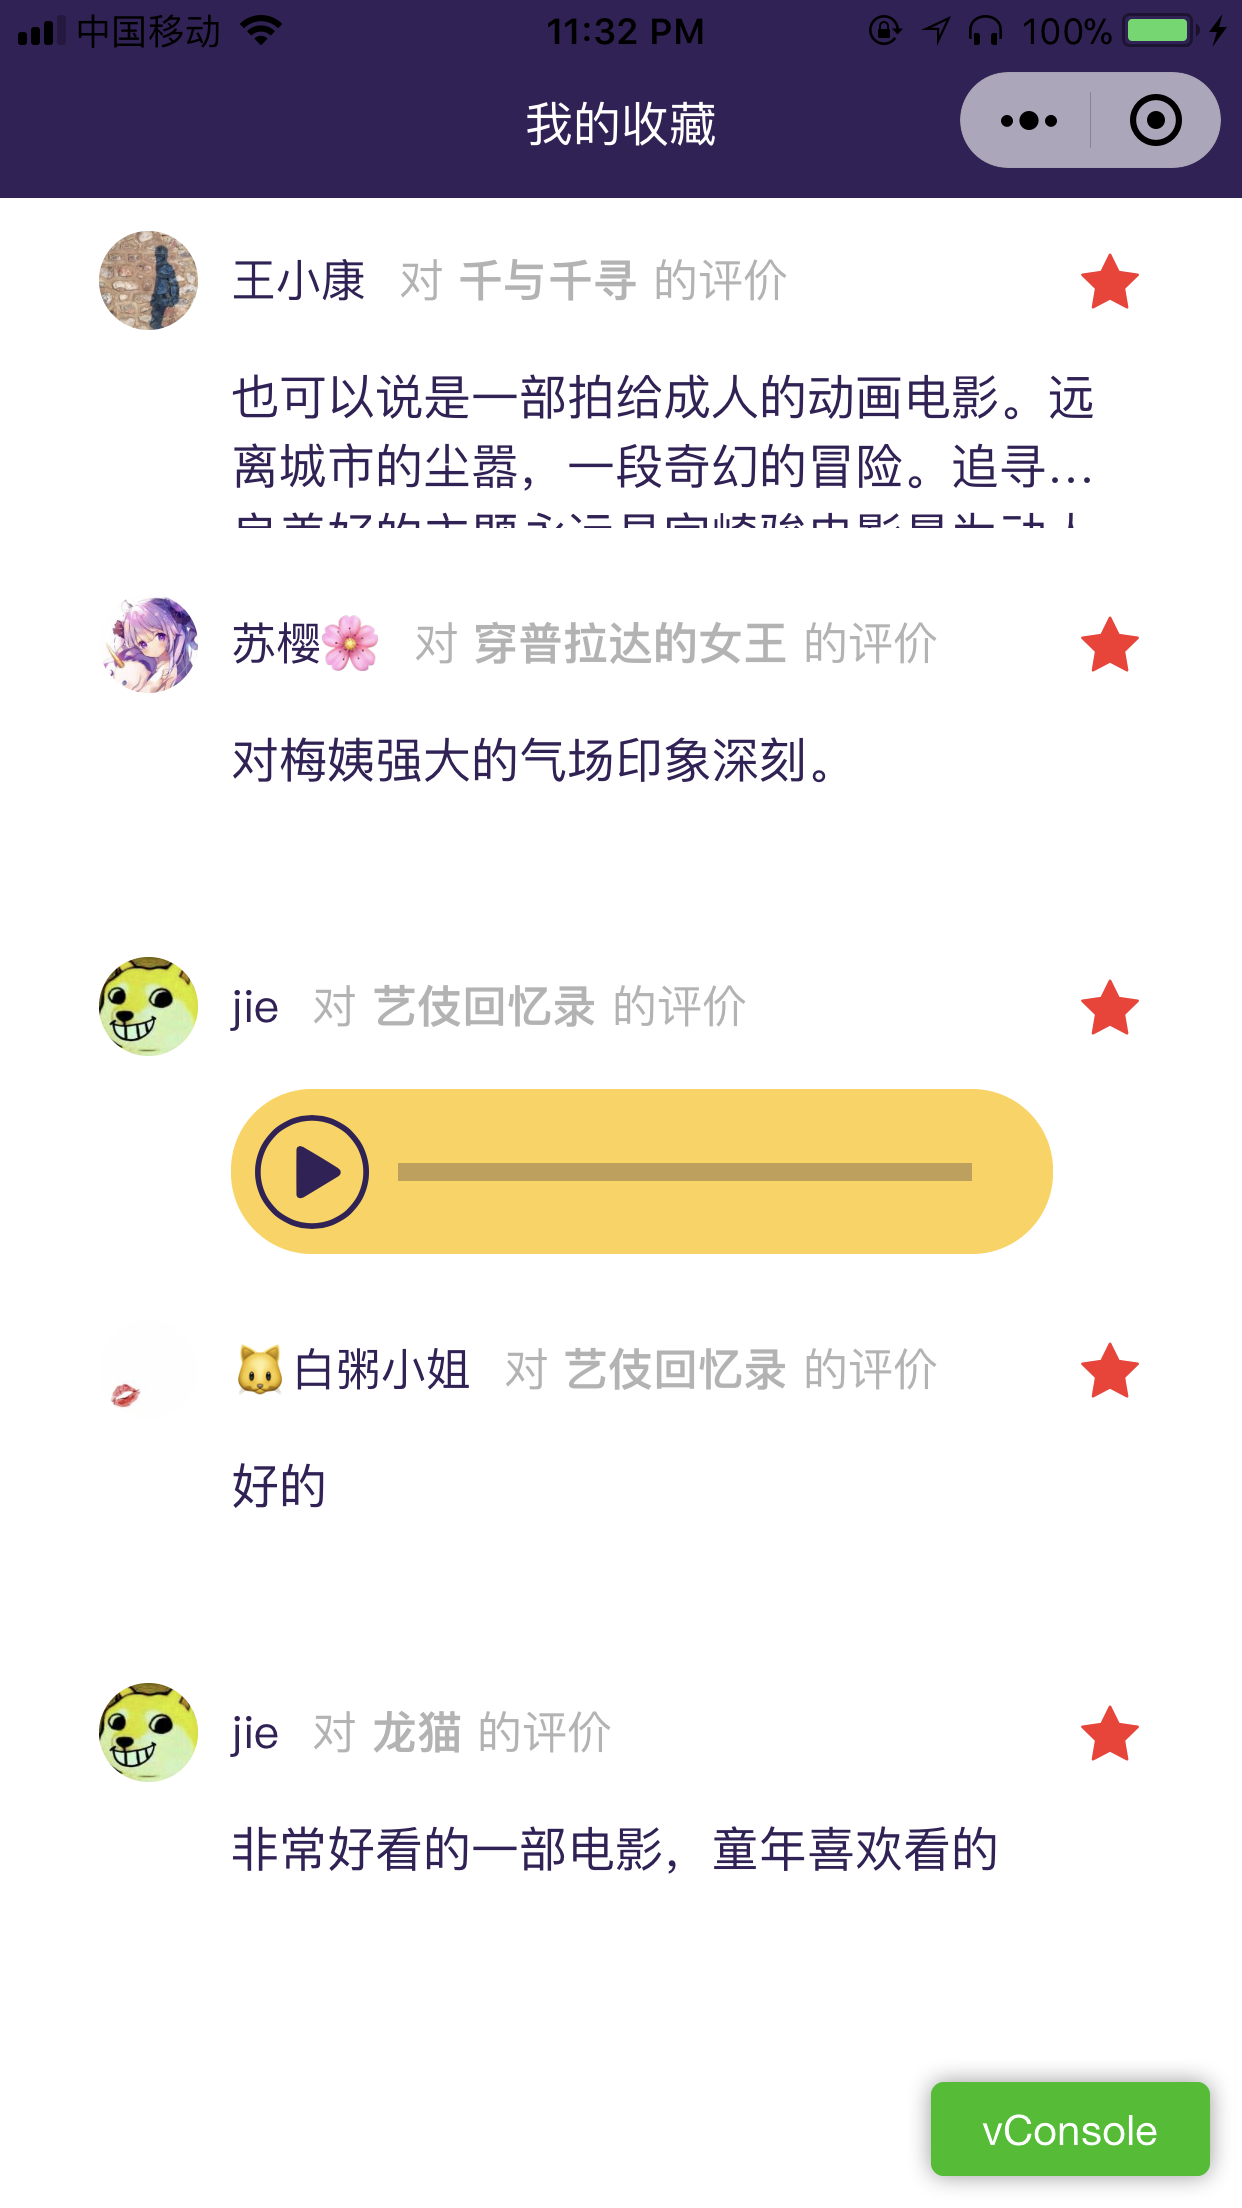 中国移动 11:32 PM 100%
我的收藏
王小康 对 千与千寻 的评价
也可以说是一部拍给成人的动画电影。远
离城市的尘嚣，一段奇幻的冒险。追寻…
苏樱🌸 对 穿普拉达的女王 的评价
对梅姨强大的气场印象深刻。
jie 对 艺伎回忆录 的评价
🐱白粥小姐 对 艺伎回忆录 的评价
好的
jie 对 龙猫 的评价
非常好看的一部电影，童年喜欢看的
vConsole